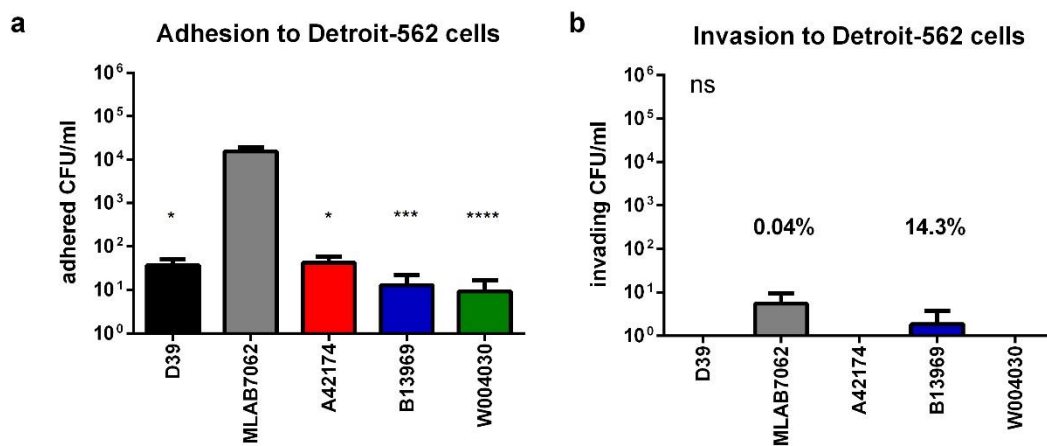 a
Adhesion to Detroit-562 cells
adhered CFU/ml
10⁶
10⁵
10⁴
10³
10²
10¹
10⁰
*
*
***
****
D39
MLAB7062
A42174
B13969
W004030
b
Invasion to Detroit-562 cells
invading CFU/ml
10⁶
10⁵
10⁴
10³
10²
10¹
10⁰
ns
0.04%
14.3%
D39
MLAB7062
A42174
B13969
W004030